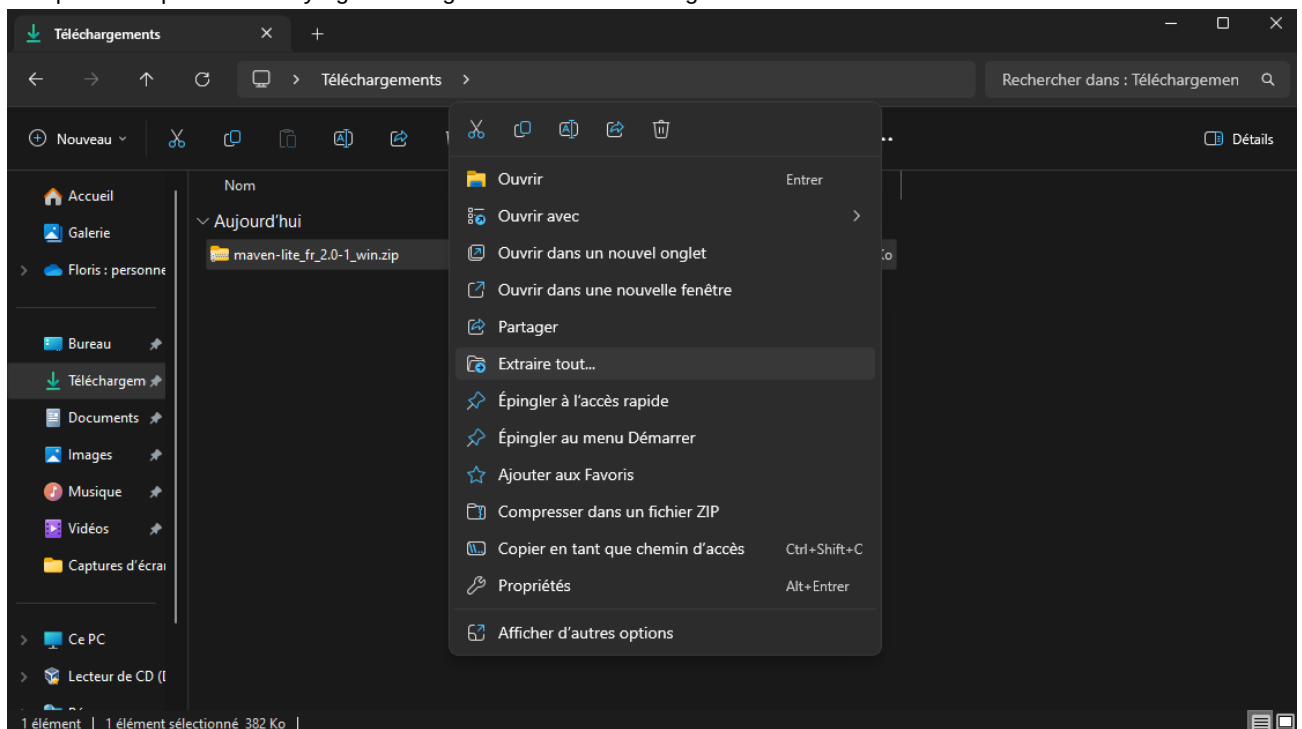 Téléchargements
Téléchargements
Rechercher dans : Téléchargemen
Nouveau
Détails
Nom
Accueil
Galerie
Floris : personne
Bureau
Téléchargem
Documents
Images
Musique
Vidéos
Captures d'écra
Ce PC
Lecteur de CD (
Aujourd'hui
maven-lite_fr_2.0-1_win.zip
Ko
Ouvrir Entrer
Ouvrir avec
Ouvrir dans un nouvel onglet
Ouvrir dans une nouvelle fenêtre
Partager
Extraire tout...
Épingler à l'accès rapide
Épingler au menu Démarrer
Ajouter aux Favoris
Compresser dans un fichier ZIP
Copier en tant que chemin d'accès Ctrl+Shift+C
Propriétés Alt+Entrer
Afficher d'autres options
1 élément | 1 élément sélectionné 382 Ko |